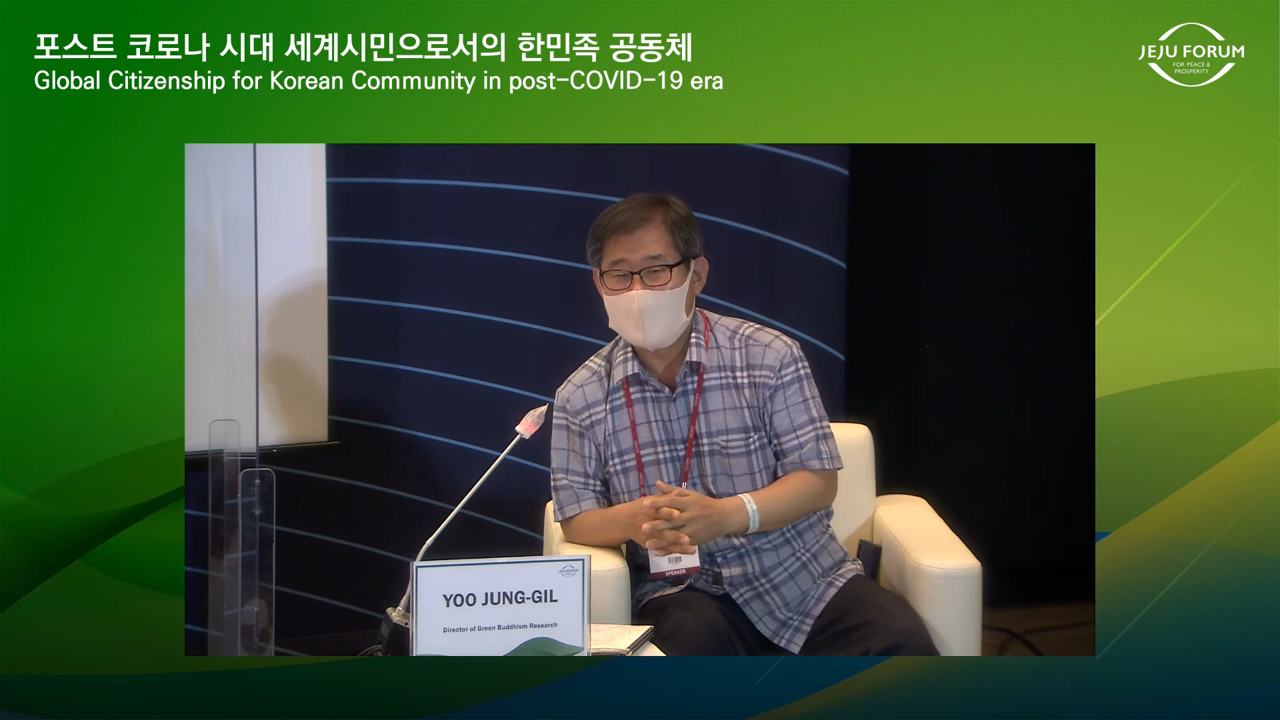 포스트 코로나 시대 세계시민으로서의 한민족 공동체
Global Citizenship for Korean Community in post-COVID-19 era
JEJU FORUM
FOR PEACE &
PROSPERITY
SPEAKER
JEJU FORUM
YOO JUNG-GIL
Director of Green Buddhism Research